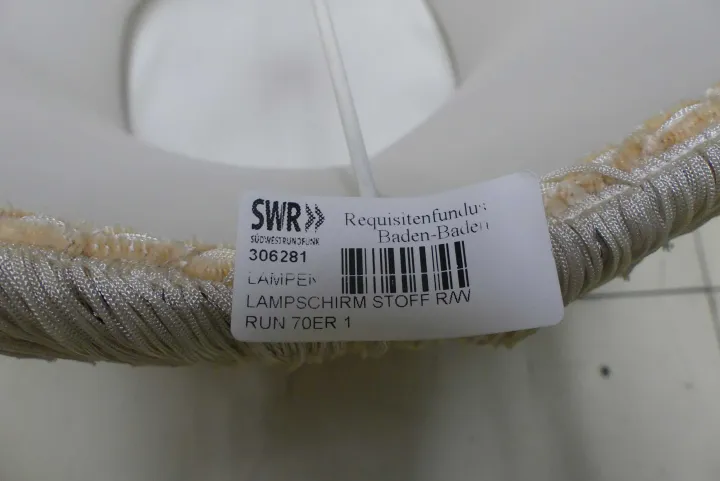 SWR»
SÜDWESTRUNDFUNK
Requisitenfundus
Baden-Baden
306281
LAMPEN
LAMPSCHIRM STOFF R/W
RUN 70ER 1